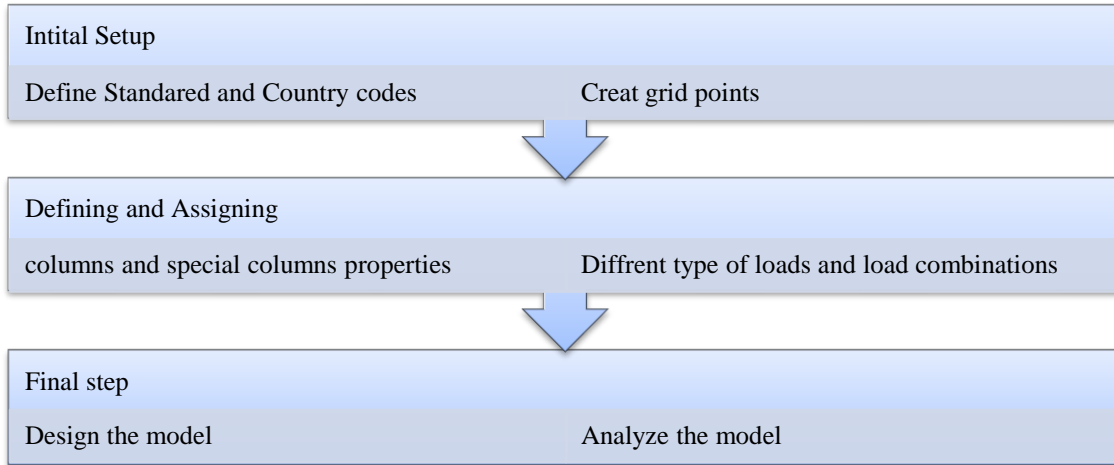 Intital Setup
Define Standared and Country codes
Creat grid points
Defining and Assigning
columns and special columns properties
Diffrent type of loads and load combinations
Final step
Design the model
Analyze the model